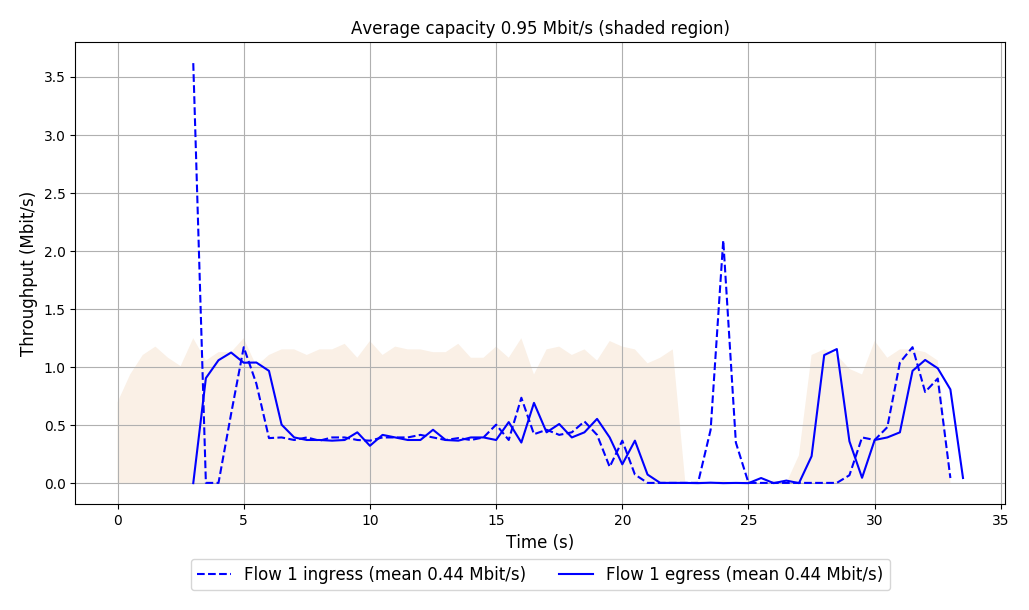 Average capacity 0.95 Mbit/s (shaded region)
Throughput (Mbit/s)
3.5
3.0
2.5
2.0
1.5
1.0
0.5
0.0
0 5 10 15 20 25 30 35
Time (s)
Flow 1 ingress (mean 0.44 Mbit/s) Flow 1 egress (mean 0.44 Mbit/s)